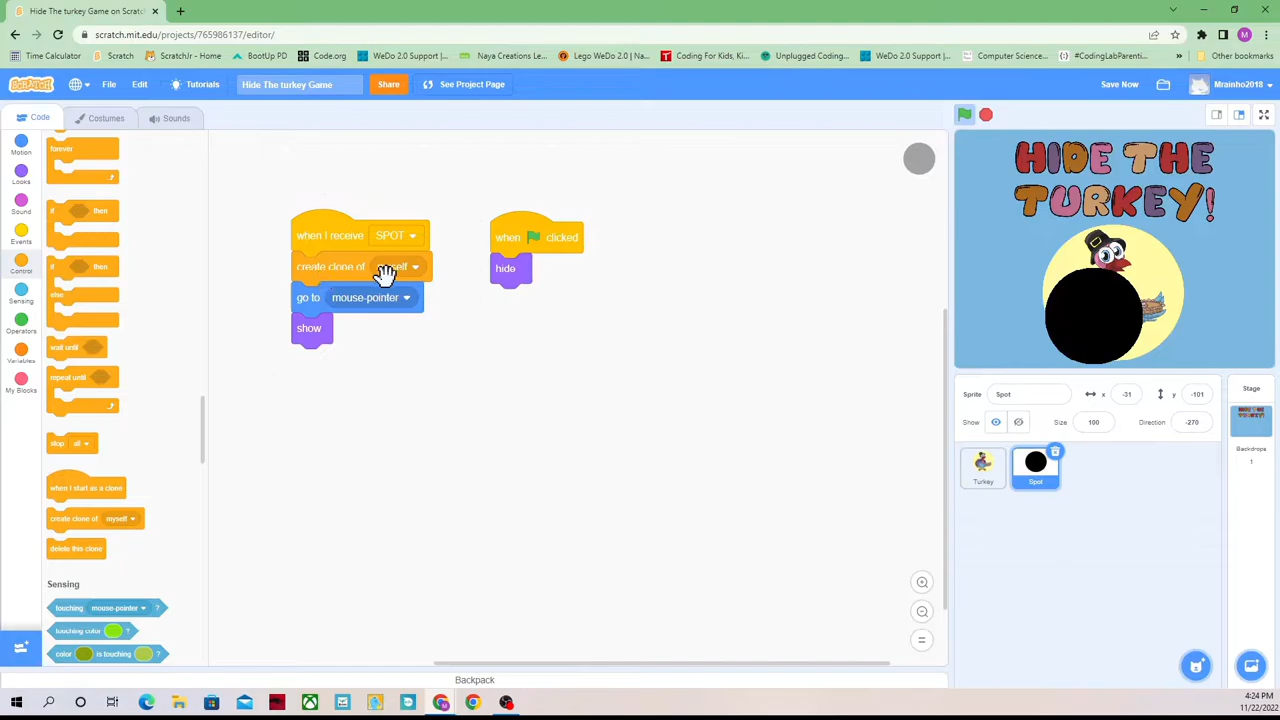 Hide The turkey Game on Scratch
scratch.mit.edu/projects/765986137/editor/
Time Calculator
Scratch
ScratchJr - Home
BootUp PD
Code.org
WeDo 2.0 Support |...
Naya Creations Le...
Lego WeDo 2.0 | No...
Coding For Kids, Ki...
Unplugged Coding...
WeDo 2.0 Support |...
Computer Science...
{} #CodingLabParenti...
Other bookmarks
SCRATCH
File
Edit
Tutorials
Hide The turkey Game
Share
See Project Page
Save Now
Mrainho2018
Code
Costumes
Sounds
Motion
Looks
Sound
Events
Control
Sensing
Operators
Variables
My Blocks
forever
if then
if then
else
wait until
repeat until
stop all
when I start as a clone
create clone of myself
delete this clone
Sensing
touching mouse-pointer ?
touching color ?
color is touching ?
when I receive SPOT
create clone of
go to mouse-pointer
show
when clicked
hide
HIDE THE
TURKEY!
Sprite Spot x -31 y -101
Show Size 100 Direction -270
Turkey
Spot
Stage
Backdrops
1
Backpack
4:24 PM
11/22/2022